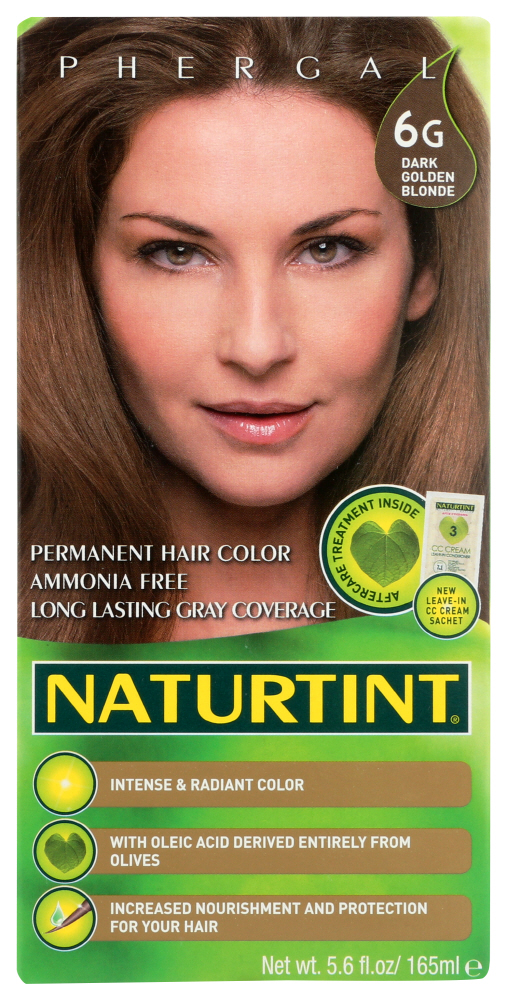 PHERGAL
6G
DARK
GOLDEN
BLONDE
AFTERCARE TREATMENT INSIDE
NATURTINT
3
CC CREAM
NEW
LEAVE-IN
CC CREAM
SACHET
PERMANENT HAIR COLOR
AMMONIA FREE
LONG LASTING GRAY COVERAGE
NATURTINT®
INTENSE & RADIANT COLOR
WITH OLEIC ACID DERIVED ENTIRELY FROM
OLIVES
INCREASED NOURISHMENT AND PROTECTION
FOR YOUR HAIR
Net wt. 5.6 fl.oz/ 165ml ℮